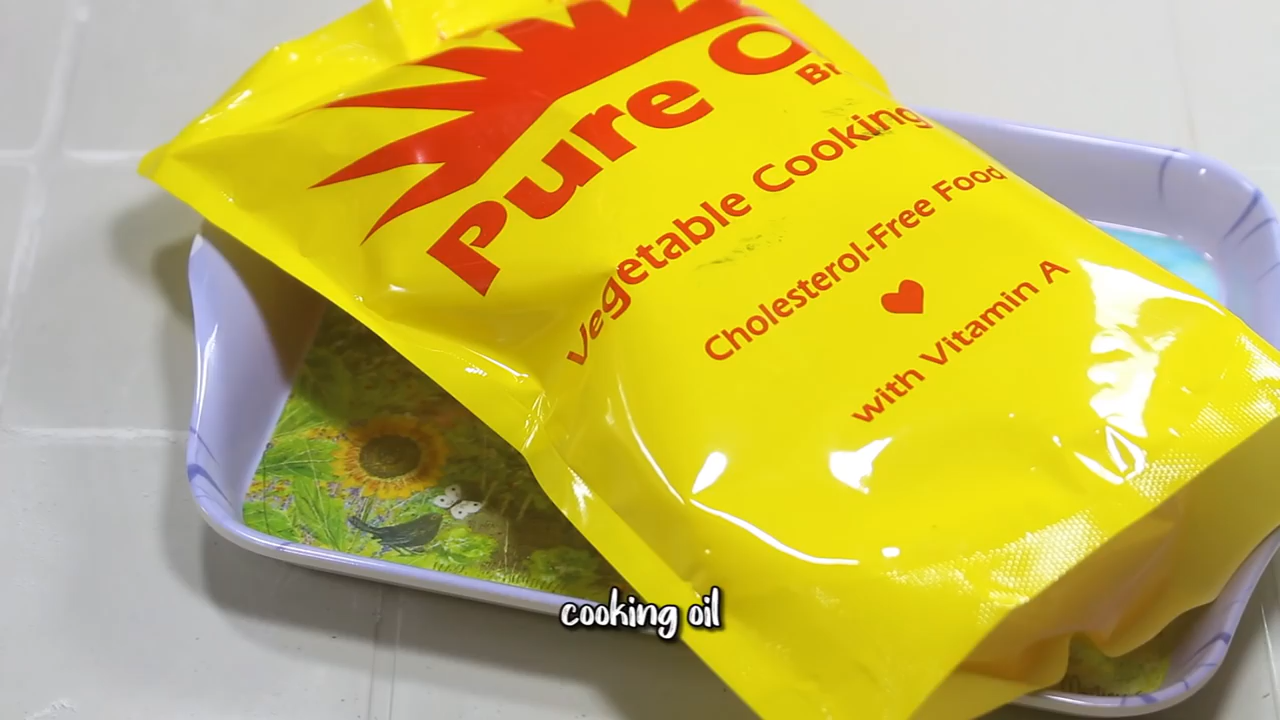 Pure
Vegetable Cooking
Cholesterol-Free Food
with Vitamin A
cooking oil